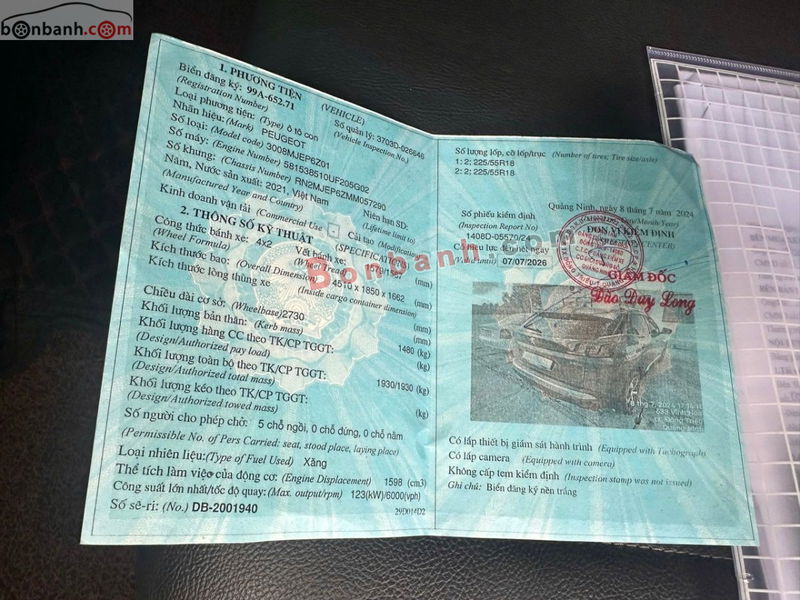 bonbanh.com
1. PHƯƠNG TIỆN (VEHICLE)
Biển đăng ký: 99A-652.71
(Registration Number) Số quản lý: 3703D-026646
(Vehicle Inspection No.)
Loại phương tiện: (Type) ô tô con
Nhãn hiệu: (Mark) PEUGEOT
Số loại: (Model code) 3008MJEP6Z01
Số máy: (Engine Number) 581538510UF205G02
Số khung: (Chassis Number) RN2MJEP6ZMM057290
Năm, Nước sản xuất: 2021, Việt Nam Niên hạn SD:
(Manufactured Year and Country) (Lifetime limit to)
Kinh doanh vận tải (Commercial Use) Cải tạo
2. THÔNG SỐ KỸ THUẬT (SPECIFICATION)
Công thức bánh xe: 4x2 Vết bánh xe:
(Wheel Formula) (Wheel Tread) (mm)
Kích thước bao: (Overall Dimension) 4510 x 1850 x 1662 (mm)
Kích thước lòng thùng xe
(Inside cargo container dimension) (mm)
Chiều dài cơ sở: (Wheelbase) 2730 (mm)
Khối lượng bản thân: (Kerb mass) 1480 (kg)
Khối lượng hàng CC theo TK/CP TGGT: (kg)
(Design/Authorized pay load)
Khối lượng toàn bộ theo TK/CP TGGT: 1930/1930 (kg)
(Design/Authorized total mass)
Khối lượng kéo theo TK/CP TGGT: (kg)
(Design/Authorized towed mass)
Số người cho phép chở: 5 chỗ ngồi, 0 chỗ đứng, 0 chỗ nằm
(Permissible No. of Pers Carried: seat, stood place, laying place)
Loại nhiên liệu: (Type of Fuel Used) Xăng
Thể tích làm việc của động cơ: (Engine Displacement) 1598 (cm3)
Công suất lớn nhất/tốc độ quay: (Max. output/rpm) 123(kW)/6000(vph)
Số sê-ri: (No.) DB-2001940
29D014D2
Số lượng lốp, cỡ lốp/trục (Number of tires; Tire size/axle)
1: 2; 225/55R18
2: 2; 225/55R18
Quảng Ninh, ngày 8 tháng 7 năm 2024
Số phiếu kiểm định
(Inspection Report No) ĐƠN VỊ KIỂM ĐỊNH
07/07/2026
GIÁM ĐỐC
Đào Duy Long
Bonbanh.com
Có lắp thiết bị giám sát hành trình (Equipped with Tachograph)
Có lắp camera (Equipped with camera)
Không cấp tem kiểm định (Inspection stamp was not issued)
Ghi chú: Biển đăng ký nền trắng